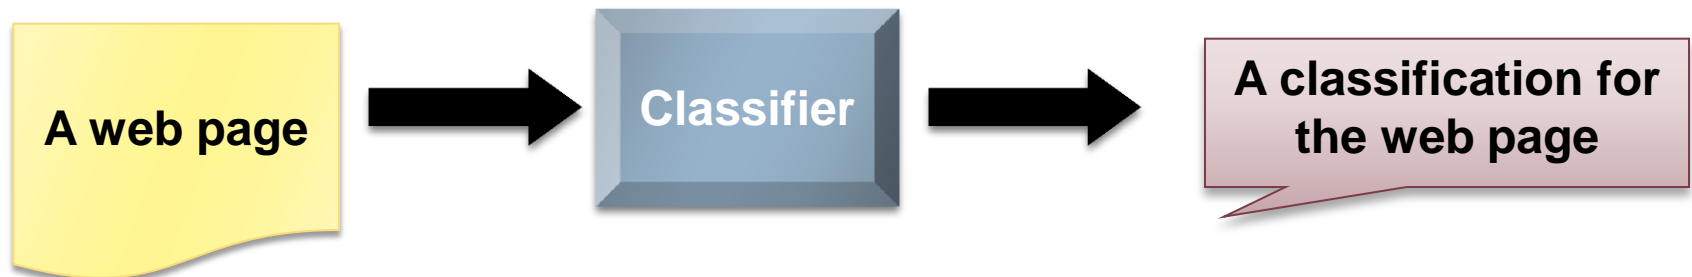 A web page
Classifier
A classification for
the web page